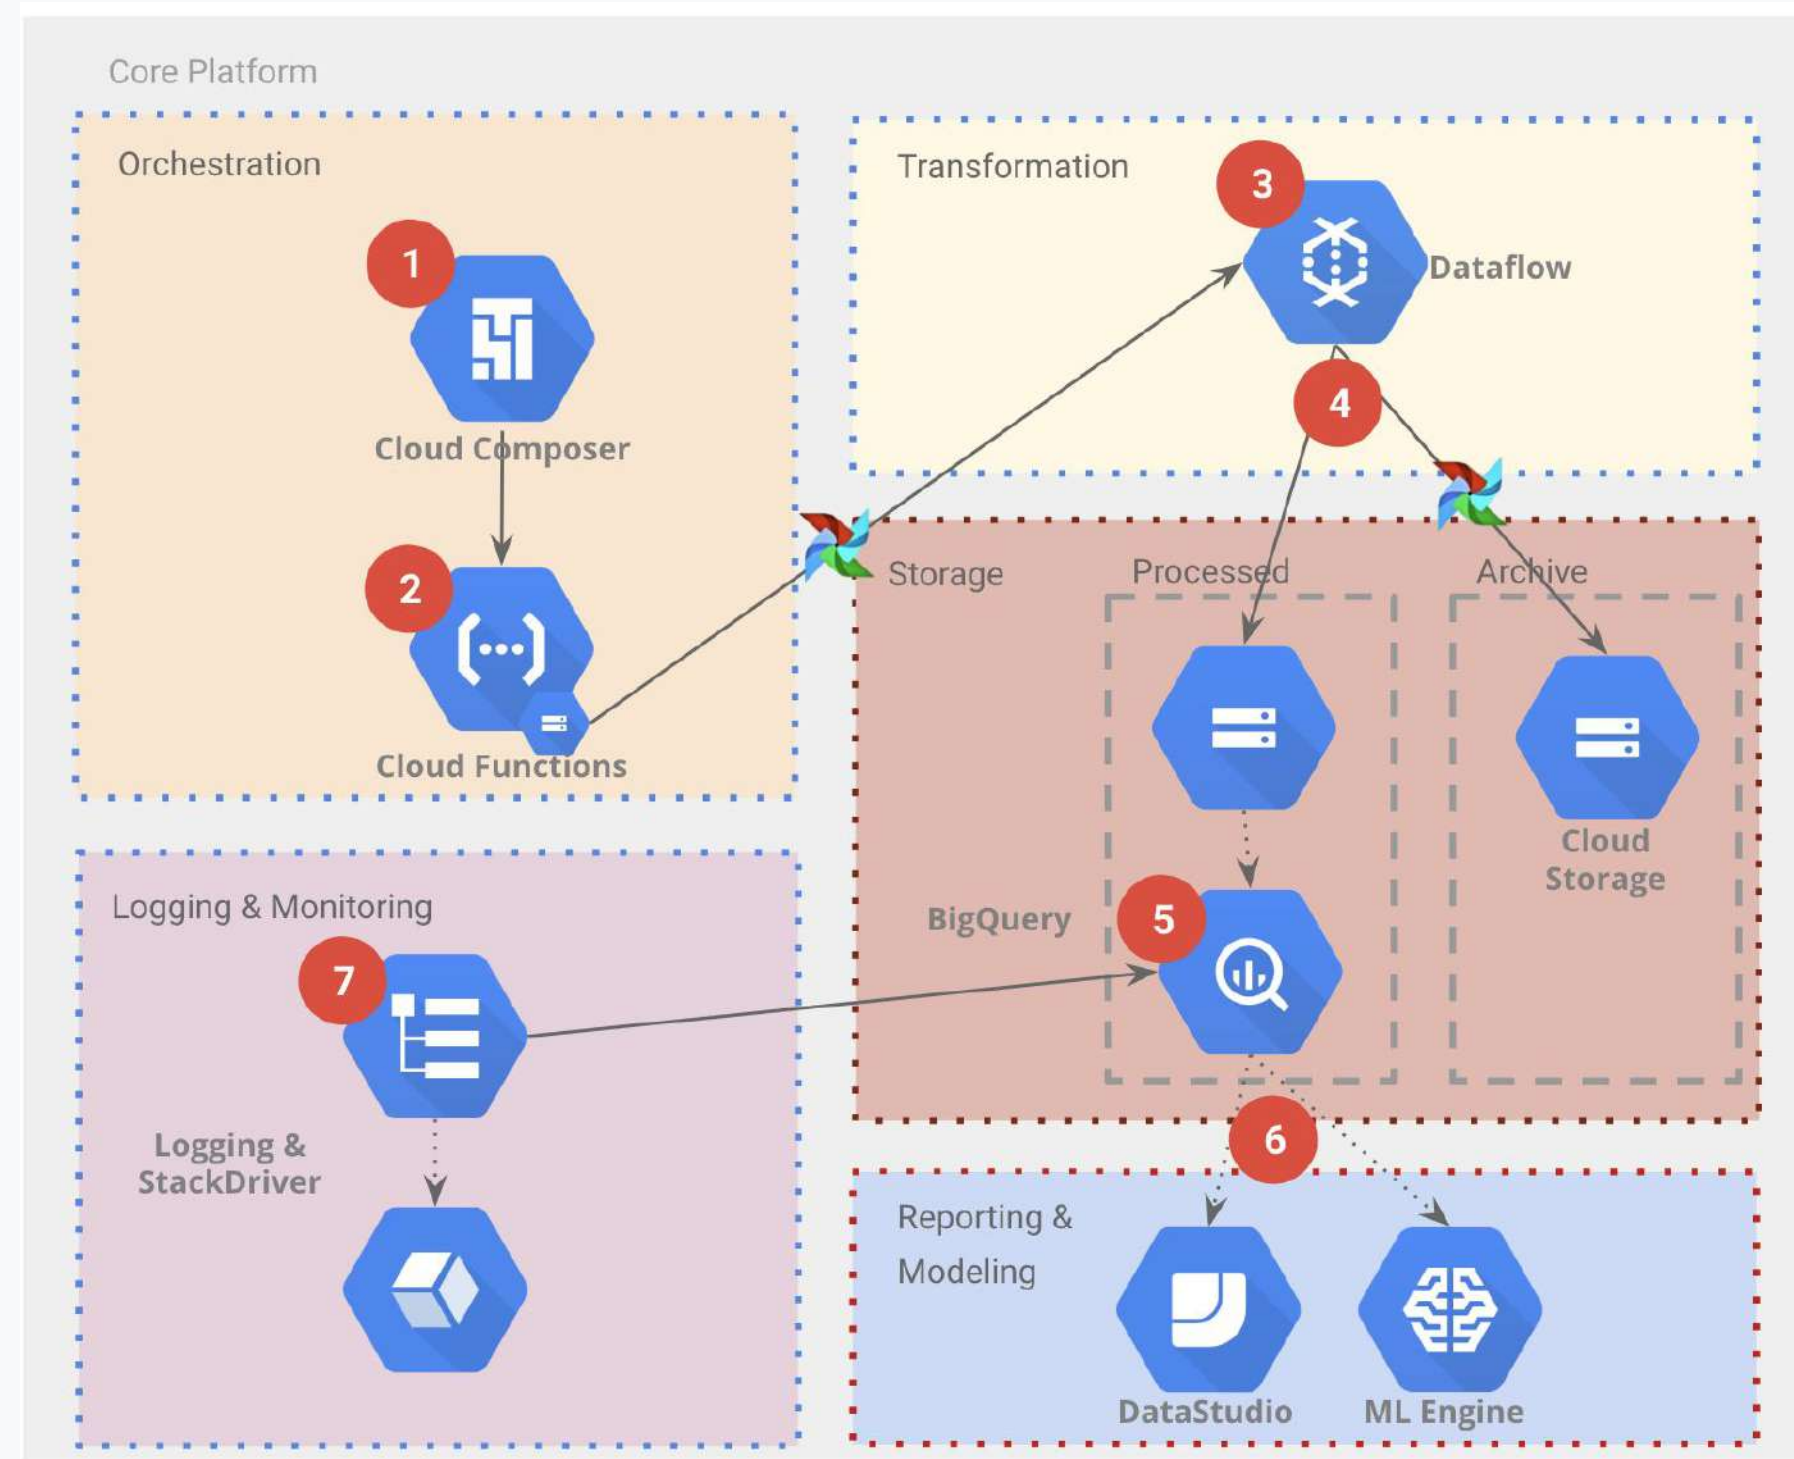 Core Platform
Orchestration
1
Cloud Composer
2
Cloud Functions
Transformation
3
Dataflow
4
Storage
Processed
Archive
Cloud
Storage
BigQuery
5
Logging & Monitoring
7
Logging &
StackDriver
6
Reporting &
Modeling
DataStudio
ML Engine